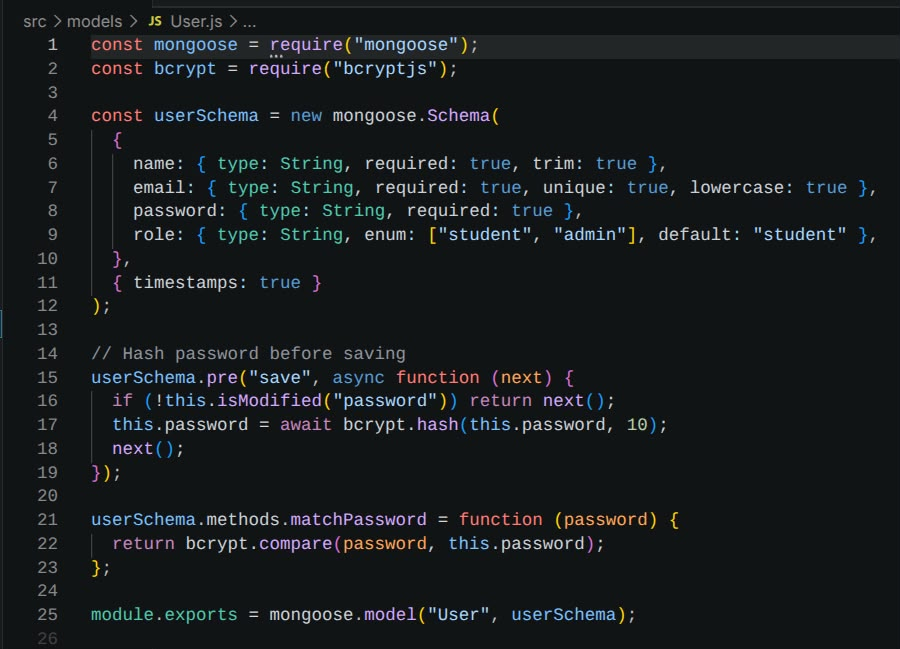 src > models > JS User.js > ...
1 const mongoose = require("mongoose");
2 const bcrypt = require("bcryptjs");
3
4 const userSchema = new mongoose.Schema(
5   {
6     name: { type: String, required: true, trim: true },
7     email: { type: String, required: true, unique: true, lowercase: true },
8     password: { type: String, required: true },
9     role: { type: String, enum: ["student", "admin"], default: "student" },
10   },
11   { timestamps: true }
12 );
13
14 // Hash password before saving
15 userSchema.pre("save", async function (next) {
16   if (!this.isModified("password")) return next();
17   this.password = await bcrypt.hash(this.password, 10);
18   next();
19 });
20
21 userSchema.methods.matchPassword = function (password) {
22   return bcrypt.compare(password, this.password);
23 };
24
25 module.exports = mongoose.model("User", userSchema);
26